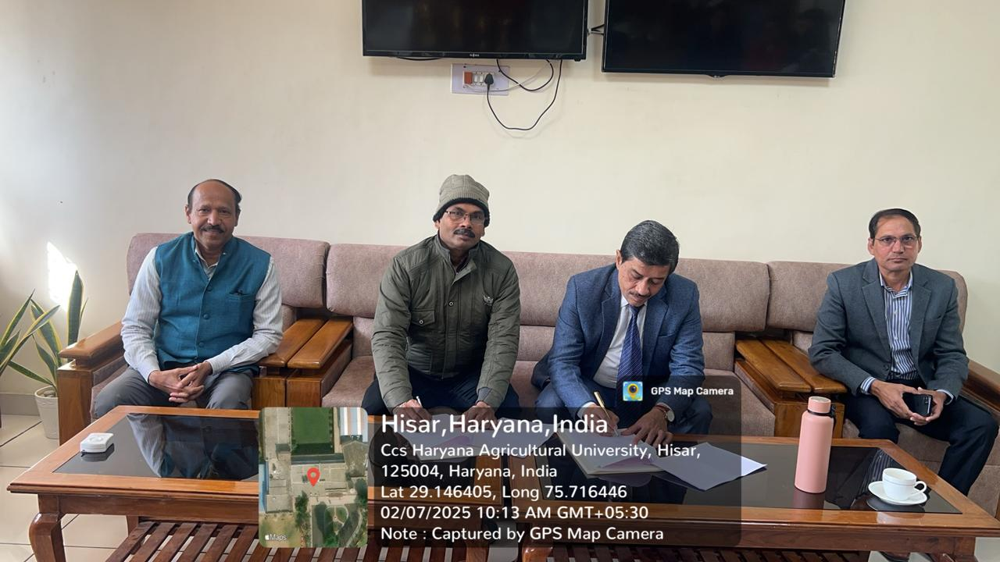 GPS Map Camera
Hisar,Haryana,India
Ccs Haryana Agricultural University, Hisar,
125004, Haryana, India
Lat 29.146405, Long 75.716446
02/07/2025 10:13 AM GMT+05:30
Note : Captured by GPS Map Camera
Maps